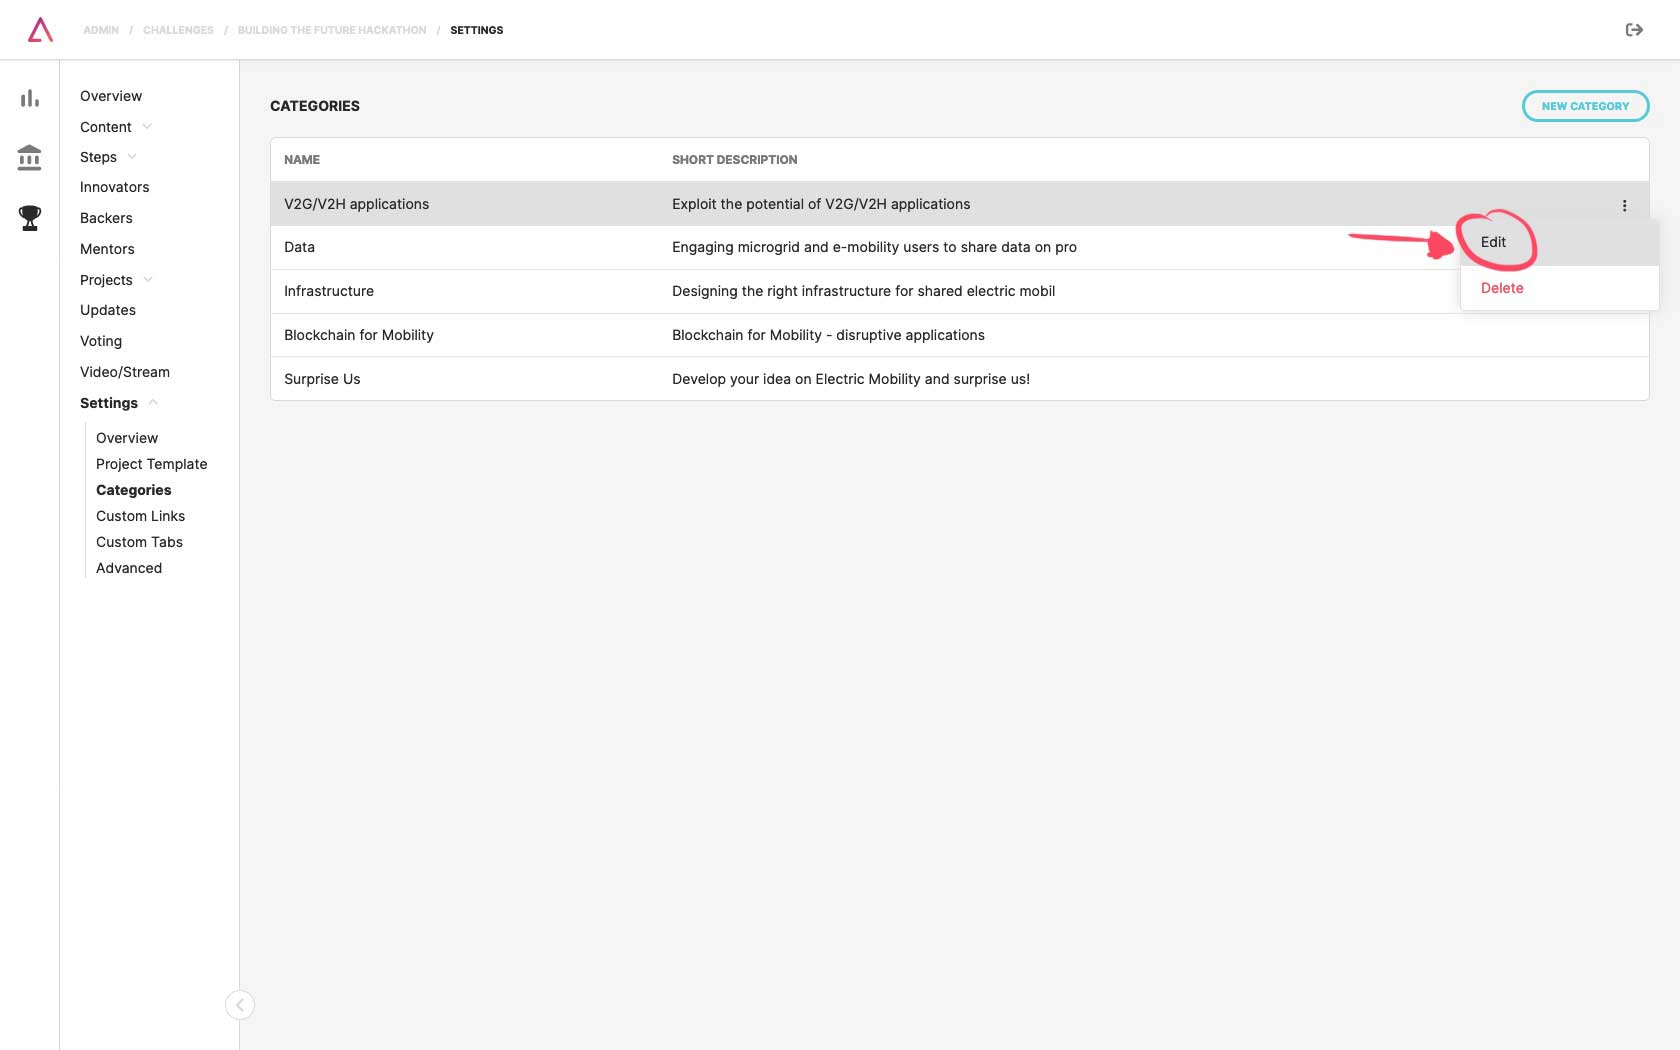 ADMIN / CHALLENGES / BUILDING THE FUTURE HACKATHON / SETTINGS
Overview
Content
Steps
Innovators
Backers
Mentors
Projects
Updates
Voting
Video/Stream
Settings
Overview
Project Template
Categories
Custom Links
Custom Tabs
Advanced
CATEGORIES
NEW CATEGORY
NAME SHORT DESCRIPTION
V2G/V2H applications Exploit the potential of V2G/V2H applications
Data Engaging microgrid and e-mobility users to share data on pro
Infrastructure Designing the right infrastructure for shared electric mobil
Blockchain for Mobility Blockchain for Mobility - disruptive applications
Surprise Us Develop your idea on Electric Mobility and surprise us!
Edit
Delete